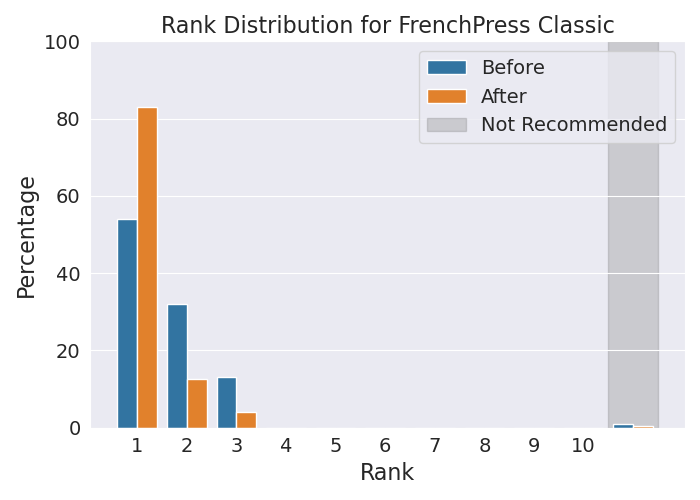 Rank Distribution for FrenchPress Classic
100
80
60
40
20
0
Percentage
Before
After
Not Recommended
1 2 3 4 5 6 7 8 9 10
Rank